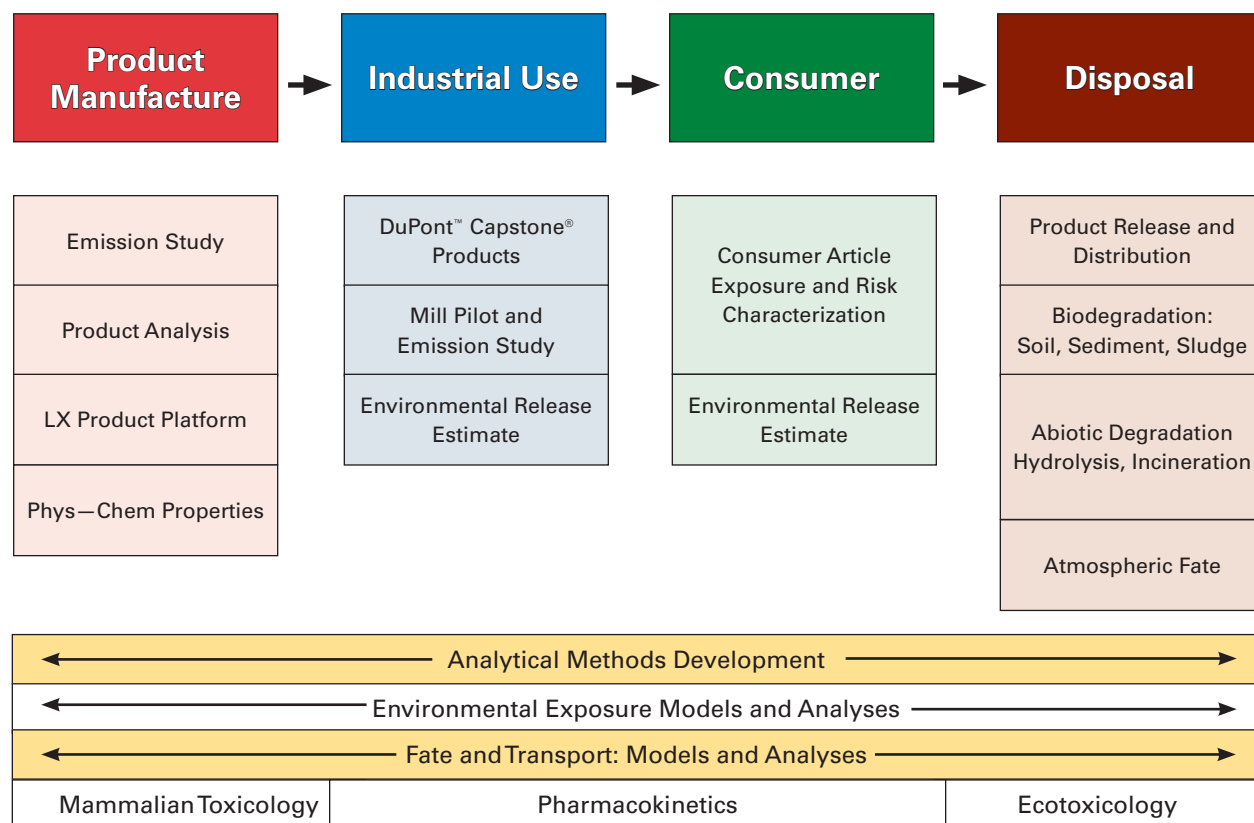 Product
Manufacture
Industrial Use
Consumer
Disposal
Emission Study
Product Analysis
LX Product Platform
Phys—Chem Properties
DuPont™ Capstone®
Products
Mill Pilot and
Emission Study
Environmental Release
Estimate
Consumer Article
Exposure and Risk
Characterization
Environmental Release
Estimate
Product Release and
Distribution
Biodegradation:
Soil, Sediment, Sludge
Abiotic Degradation
Hydrolysis, Incineration
Atmospheric Fate
Analytical Methods Development
Environmental Exposure Models and Analyses
Fate and Transport: Models and Analyses
Mammalian Toxicology
Pharmacokinetics
Ecotoxicology